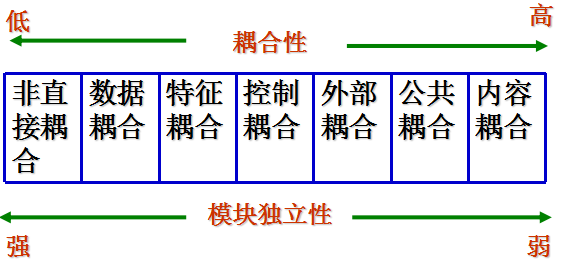 低
高
耦合性
非直接耦合
数据耦合
特征耦合
控制耦合
外部耦合
公共耦合
内容耦合
模块独立性
强
弱